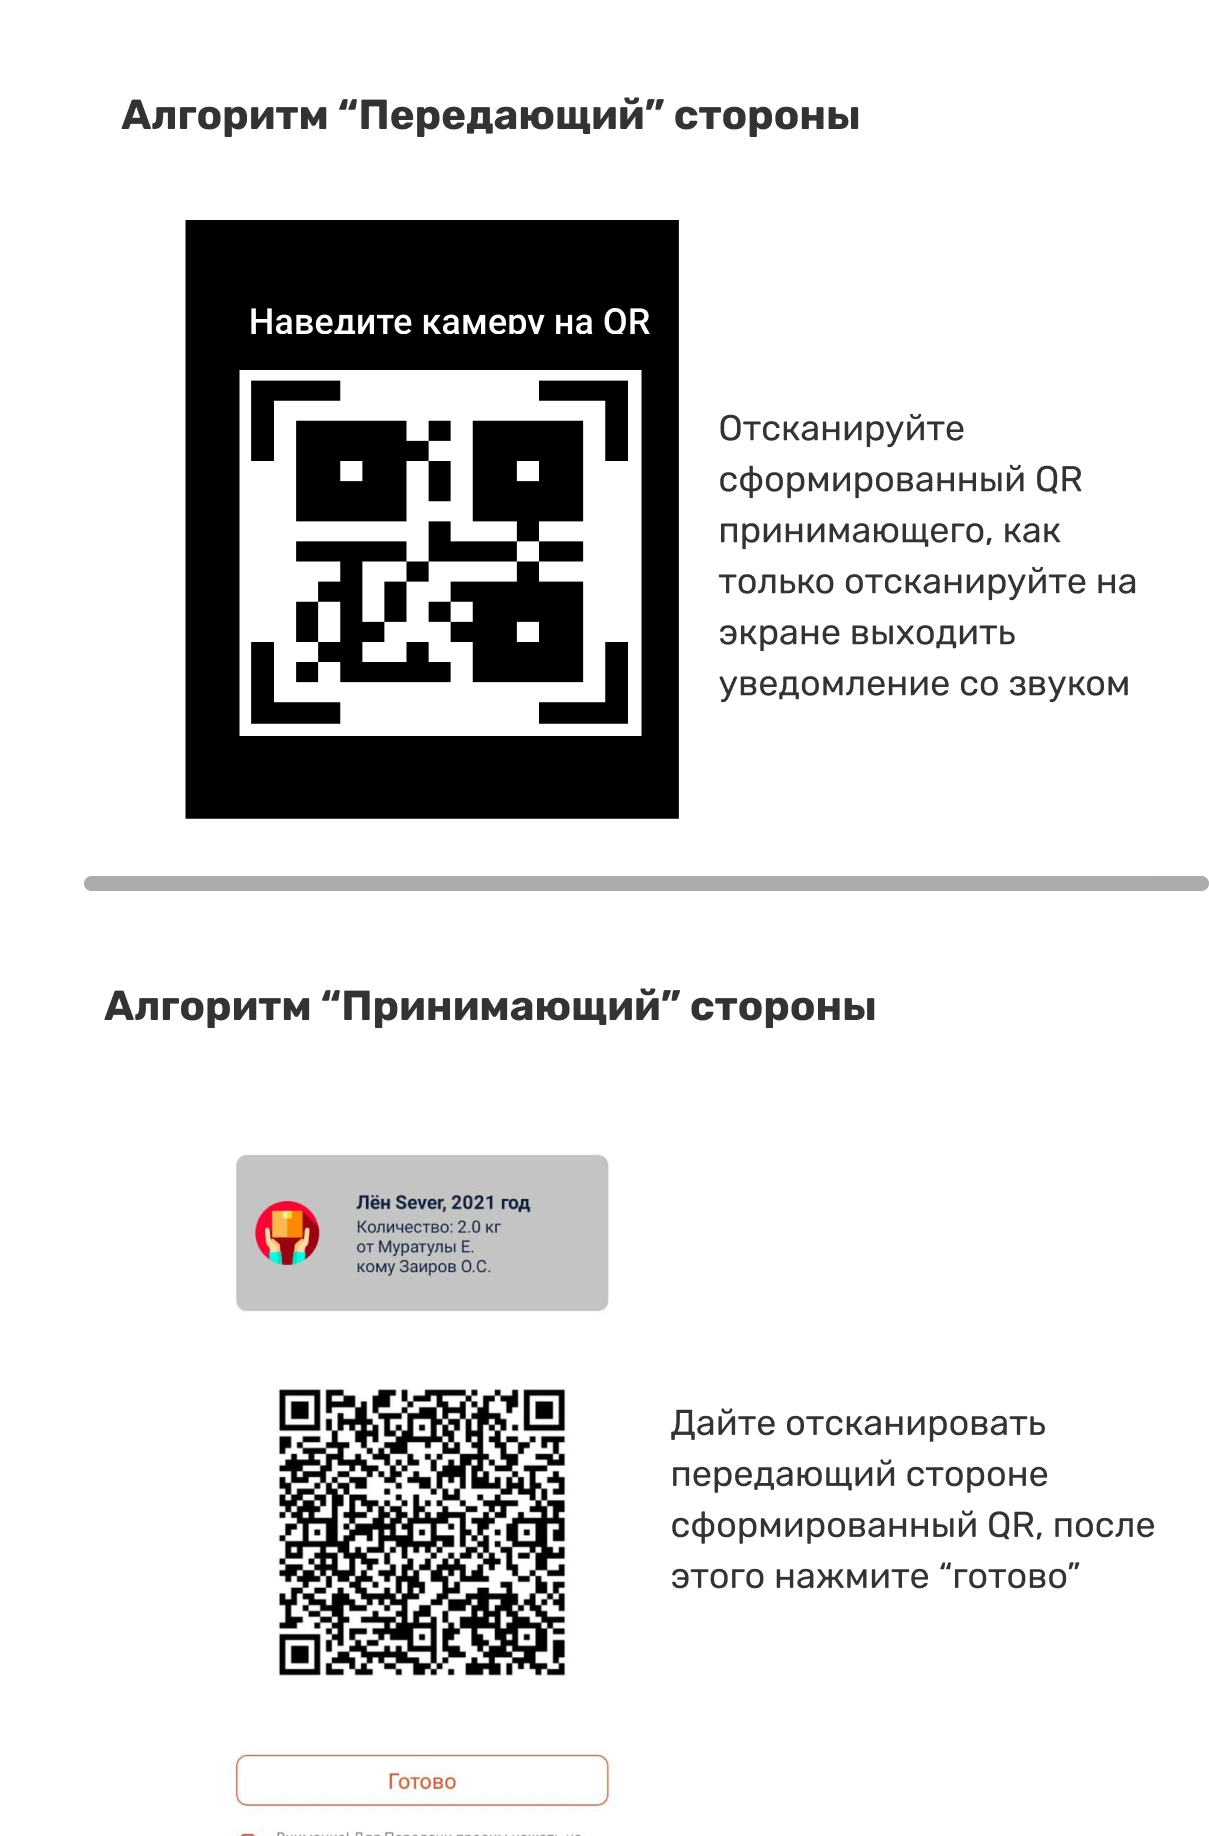 Алгоритм “Передающий” стороны
Наведите камеру на QR
Отсканируйте
сформированный QR
принимающего, как
только отсканируйте на
экране выходить
уведомление со звуком
Алгоритм “Принимающий” стороны
Лён Sever, 2021 год
Количество: 2.0 кг
от Муратулы Е.
кому Заиров О.С.
Дайте отсканировать
передающий стороне
сформированный QR, после
этого нажмите “готово”
Готово